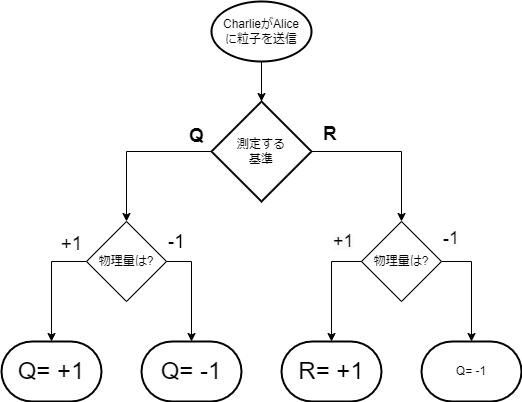 CharlieがAlice
に粒子を送信
Q
R
測定する
基準
+1
-1
+1
-1
物理量は?
物理量は?
Q= +1
Q= -1
R= +1
Q= -1